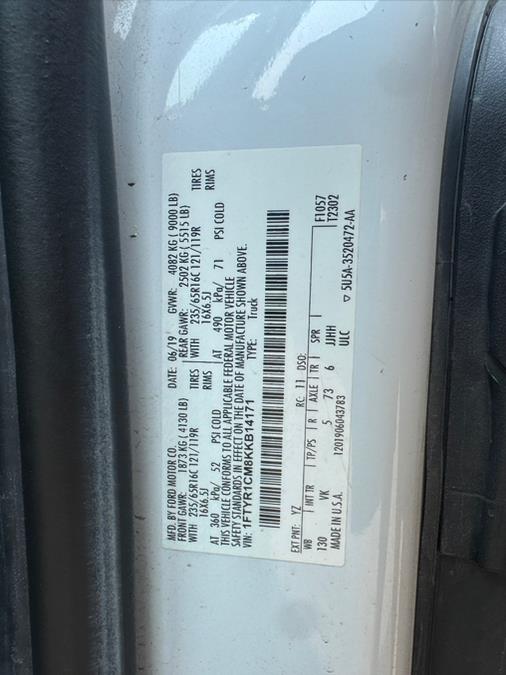 MFD. BY FORD MOTOR CO. DATE: 06/19 GVWR: 4082 KG ( 9000 LB)
FRONT GAWR: 1873 KG ( 4130 LB) REAR GAWR: 2502 KG ( 5515 LB)
WITH 235/65R16C 121/119R TIRES WITH 235/65R16C 121/119R TIRES
16X6.5J RIMS 16X6.5J RIMS
AT 360 kPa/ 52 PSI COLD AT 490 kPa/ 71 PSI COLD
THIS VEHICLE CONFORMS TO ALL APPLICABLE FEDERAL MOTOR VEHICLE
SAFETY STANDARDS IN EFFECT ON THE DATE OF MANUFACTURE SHOWN ABOVE.
VIN: 1FTYR1CM8KKB14171 TYPE: Truck
EXT PNT: YZ RC: 11 DSO: F1057
WB INT TR TP/PS R AXLE TR SPR T2302
130 VK 5 73 6 JJHH
MADE IN U.S.A. ULC
1201906043783 ▽ 5U5A-3520472-AA